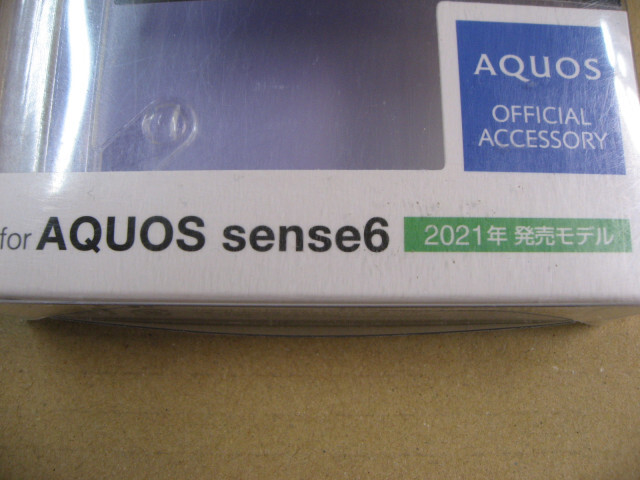 AQUOS
OFFICIAL
ACCESSORY
for AQUOS sense6 2021年 発売モデル